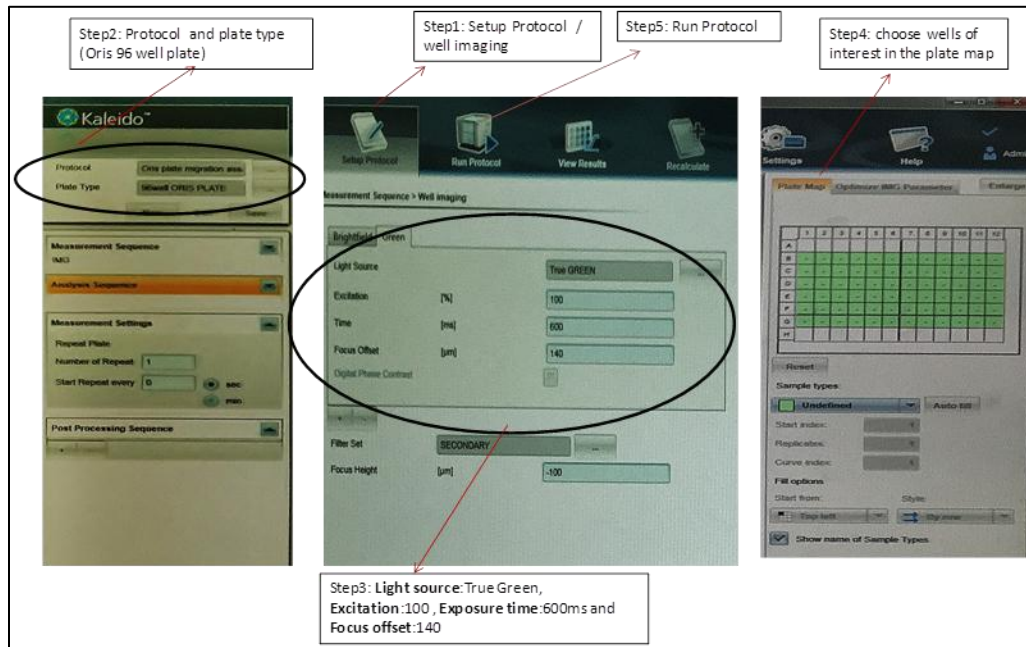 Step2: Protocol and plate type
(Oris 96 well plate)
Step1: Setup Protocol /
well imaging
Step5: Run Protocol
Step4: choose wells of
interest in the plate map
Kaleido™
Protocol Oris plate migration ass
Plate Type 96well ORIS PLATE
Save
Measurement Sequence
IMG
Analysis Sequence
Measurement Settings
Repeat Plate
Number of Repeat 1
Start Repeat every 0 sec
min
Post Processing Sequence
Setup Protocol Run Protocol View Results Recalculate
Measurement Sequence > Well imaging
Brightfield Green
Light Source True GREEN ...
Excitation [%] 100
Time [ms] 600
Focus Offset [µm] 140
Digital Phase Contrast
Filter Set SECONDARY ...
Focus Height [µm] -100
Settings Help Admi
Plate Map Optimize IMG Parameter Enlarge
1 2 3 4 5 6 7 8 9 10 11 12
A
B
C
D
E
F
G
H
Reset
Sample types:
Undefined Auto fill
Start index:
Replicates:
Curve index:
Fill options
Start from: Style:
Top left By row
Show name of Sample Types
Step3: Light source:True Green,
Excitation:100 , Exposure time:600ms and
Focus offset:140